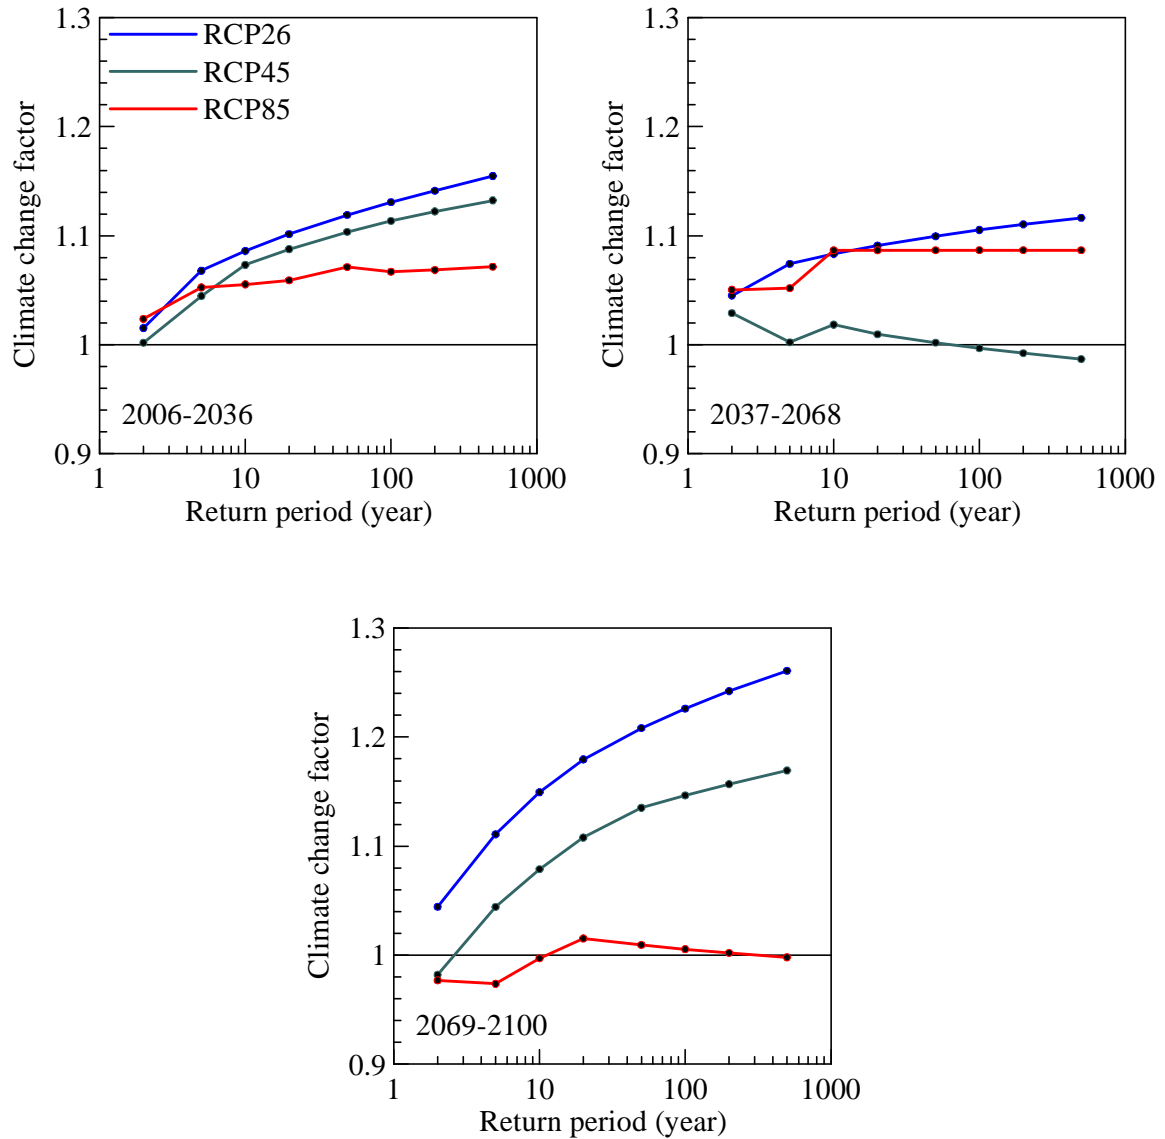 1.3
RCP26
RCP45
RCP85
1.2
1.1
1
0.9
Climate change factor
2006-2036
1 10 100 1000
Return period (year)
1.3
1.2
1.1
1
0.9
Climate change factor
2037-2068
1 10 100 1000
Return period (year)
1.3
1.2
1.1
1
0.9
Climate change factor
2069-2100
1 10 100 1000
Return period (year)